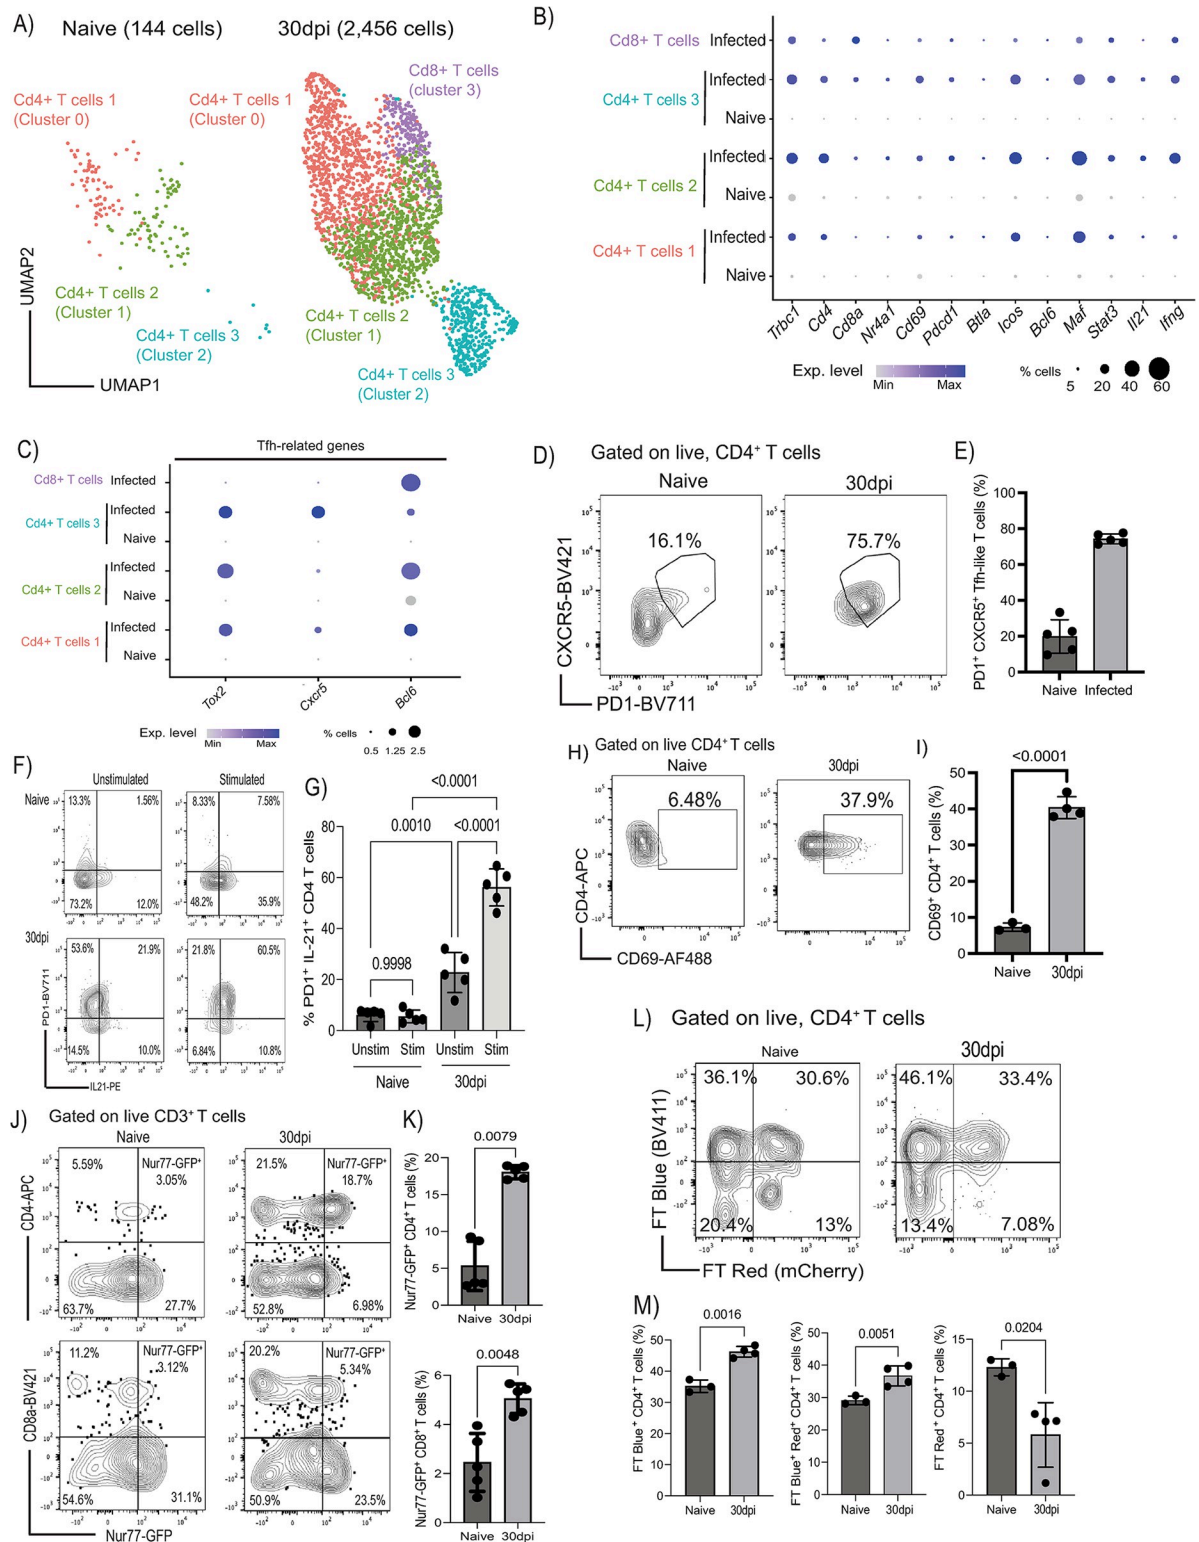 A)
Naive (144 cells)
30dpi (2,456 cells)
Cd4+ T cells 1
(Cluster 0)
Cd4+ T cells 1
(Cluster 0)
Cd8+ T cells
(cluster 3)
Cd4+ T cells 2
(Cluster 1)
Cd4+ T cells 3
(Cluster 2)
Cd4+ T cells 2
(Cluster 1)
Cd4+ T cells 3
(Cluster 2)
UMAP2
UMAP1
B)
Cd8+ T cells Infected
Cd4+ T cells 3
Infected
Naive
Cd4+ T cells 2
Infected
Naive
Cd4+ T cells 1
Infected
Naive
Trbc1 Cd4 Cd8a Nr4a1 Cd69 Pdcd1 Btla Icos Bcl6 Maf Stat3 Il21 Ifng
Exp. level
Min Max
% cells
5 20 40 60
C)
Tfh-related genes
Cd8+ T cells Infected
Cd4+ T cells 3
Infected
Naive
Cd4+ T cells 2
Infected
Naive
Cd4+ T cells 1
Infected
Naive
Tox2 Cxcr5 Bcl6
Exp. level
Min Max
% cells
0.5 1.25 2.5
D)
Gated on live, CD4+ T cells
Naive 30dpi
16.1% 75.7%
CXCR5-BV421
PD1-BV711
E)
PD1+ CXCR5+ Tfh-like T cells (%)
100
80
60
40
20
0
Naive Infected
F)
Unstimulated Stimulated
Naive
13.3% 1.56% 8.33% 7.58%
73.2% 12.0% 48.2% 35.9%
30dpi
53.6% 21.9% 21.8% 60.5%
14.5% 10.0% 6.84% 10.8%
PD1-BV711
IL21-PE
G)
<0.0001
0.0010 <0.0001
0.9998
% PD1+ IL-21+ CD4 T cells
80
60
40
20
0
Unstim Stim Unstim Stim
Naive 30dpi
H)
Gated on live CD4+ T cells
Naive 30dpi
6.48% 37.9%
CD4-APC
CD69-AF488
I)
<0.0001
CD69+ CD4+ T cells (%)
50
40
30
20
10
0
Naive 30dpi
J)
Gated on live CD3+ T cells
Naive 30dpi
5.59% Nur77-GFP+
3.05%
21.5% Nur77-GFP+
18.7%
63.7% 27.7% 52.8% 6.98%
CD4-APC
11.2% Nur77-GFP+
3.12%
20.2% Nur77-GFP+
5.34%
54.6% 31.1% 50.9% 23.5%
CD8a-BV421
Nur77-GFP
K)
0.0079
Nur77-GFP+ CD4+ T cells (%)
20
15
10
5
0
Naive 30dpi
0.0048
Nur77-GFP+ CD8+ T cells (%)
6
4
2
0
Naive 30dpi
L)
Gated on live, CD4+ T cells
Naive 30dpi
36.1% 30.6% 46.1% 33.4%
20.4% 13% 13.4% 7.08%
FT Blue (BV411)
FT Red (mCherry)
M)
0.0016
FT Blue+ CD4+ T cells (%)
50
40
30
20
10
0
Naive 30dpi
0.0051
FT Blue+ Red+ CD4+ T cells (%)
50
40
30
20
10
0
Naive 30dpi
0.0204
FT Red+ CD4+ T cells (%)
15
10
5
0
Naive 30dpi